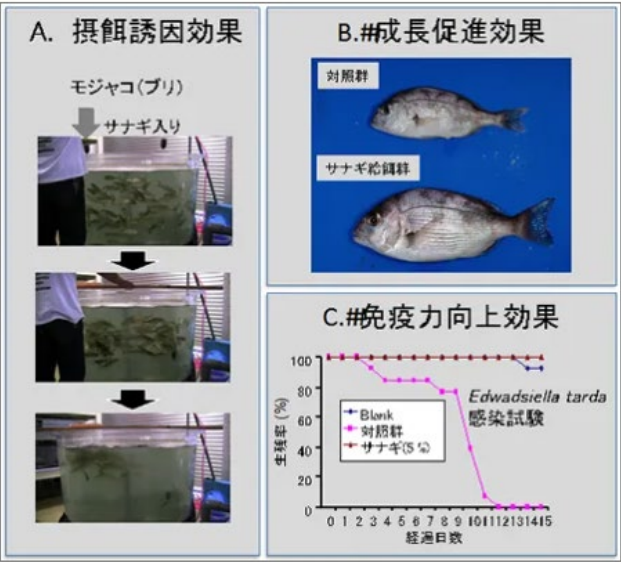 A. 摂餌誘因効果
モジャコ(ブリ)
サナギ入り
B.#成長促進効果
対照群
サナギ給餌群
C.#免疫力向上効果
生残率 (%)
100
80
60
40
20
0
Blank
対照群
サナギ(5%)
Edwadsiella tarda
感染試験
0 1 2 3 4 5 6 7 8 9 10 11 12 13 14 15
経過日数